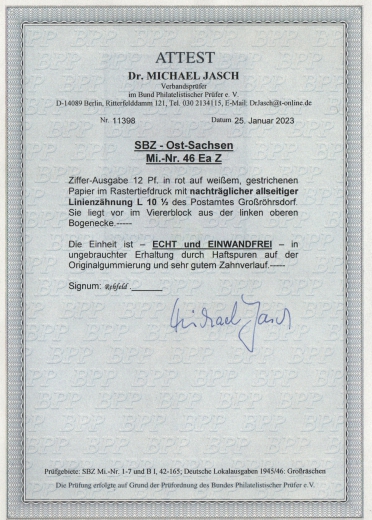 ATTEST
Dr. MICHAEL JASCH
Verbandsprüfer
im Bund Philatelistischer Prüfer e. V.
D-14089 Berlin, Ritterfelddamm 121, Tel. 030 2134115, E-Mail: DrJasch@t-online.de
Nr. 11398 Datum 25. Januar 2023
SBZ - Ost-Sachsen
Mi.-Nr. 46 Ea Z
Ziffer-Ausgabe 12 Pf. in rot auf weißem, gestrichenen
Papier im Rastertiefdruck mit nachträglicher allseitiger
Linienzähnung L 10 ½ des Postamtes Großröhrsdorf.
Sie liegt vor im Viererblock aus der linken oberen
Bogenecke.-----
Die Einheit ist – ECHT und EINWANDFREI – in
ungebrauchter Erhaltung durch Haftspuren auf der
Originalgummierung und sehr gutem Zahnverlauf.-----
Signum: Rehfeld .______
Michael Jasch
Prüfgebiete: SBZ Mi.-Nr. 1-7 und B I, 42-165; Deutsche Lokalausgaben 1945/46: Großräschen
Die Prüfung erfolgte auf Grund der Prüfordnung des Bundes Philatelistischer Prüfer e.V.